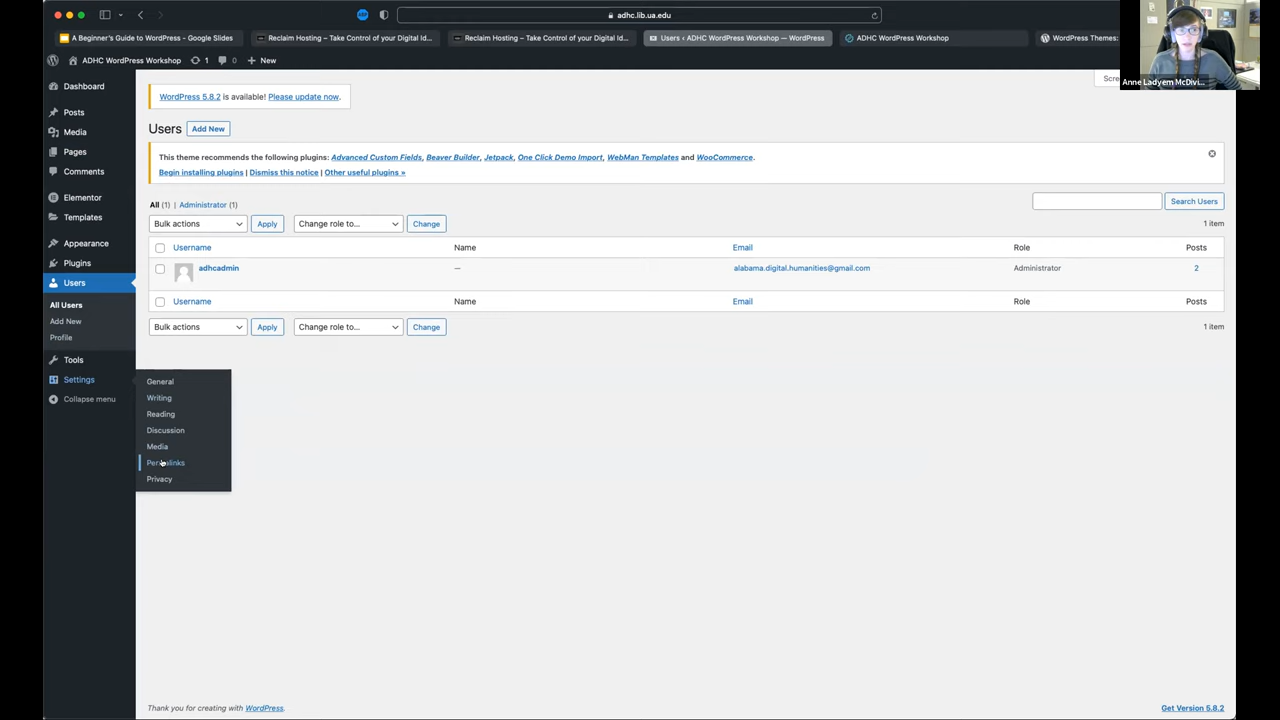 adhc.lib.ua.edu
A Beginner's Guide to WordPress - Google Slides
Reclaim Hosting – Take Control of your Digital Id...
Reclaim Hosting – Take Control of your Digital Id...
Users ‹ ADHC WordPress Workshop — WordPress
ADHC WordPress Workshop
WordPress Themes:
Anne Ladyem McDivi...
ADHC WordPress Workshop
1
0
+ New
Dashboard
Posts
Media
Pages
Comments
Elementor
Templates
Appearance
Plugins
Users
All Users
Add New
Profile
Tools
Settings
Collapse menu
General
Writing
Reading
Discussion
Media
Permalinks
Privacy
WordPress 5.8.2 is available! Please update now.
Users Add New
This theme recommends the following plugins: Advanced Custom Fields, Beaver Builder, Jetpack, One Click Demo Import, WebMan Templates and WooCommerce.
Begin installing plugins | Dismiss this notice | Other useful plugins »
All (1) | Administrator (1)
Search Users
Bulk actions Apply Change role to... Change
1 item
Username Name Email Role Posts
adhcadmin — alabama.digital.humanities@gmail.com Administrator 2
Username Name Email Role Posts
Bulk actions Apply Change role to... Change
1 item
Thank you for creating with WordPress.
Get Version 5.8.2